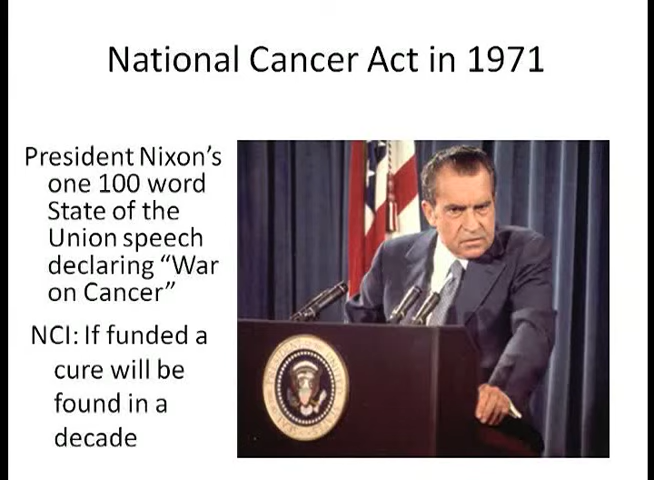 National Cancer Act in 1971
President Nixon's
one 100 word
State of the
Union speech
declaring “War
on Cancer”
NCI: If funded a
cure will be
found in a
decade